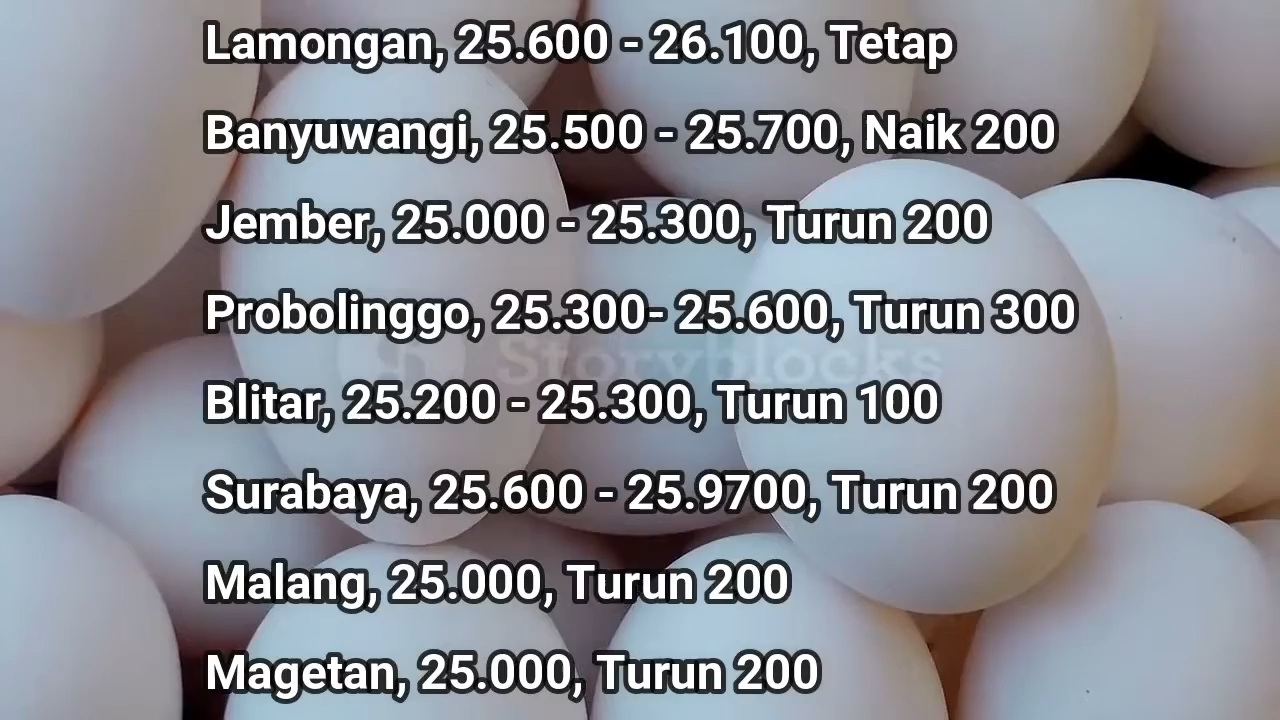 Lamongan, 25.600 - 26.100, Tetap
Banyuwangi, 25.500 - 25.700, Naik 200
Jember, 25.000 - 25.300, Turun 200
Probolinggo, 25.300- 25.600, Turun 300
Storyblocks
Blitar, 25.200 - 25.300, Turun 100
Surabaya, 25.600 - 25.9700, Turun 200
Malang, 25.000, Turun 200
Magetan, 25.000, Turun 200